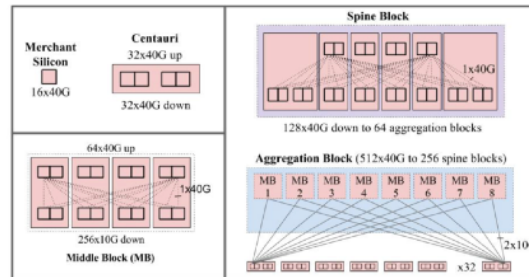 Merchant
Silicon
16x40G
Centauri
32x40G up
32x40G down
64x40G up
1x40G
256x10G down
Middle Block (MB)
Spine Block
1x40G
128x40G down to 64 aggregation blocks
Aggregation Block (512x40G to 256 spine blocks)
MB MB MB MB MB MB MB MB
1 2 3 4 5 6 7 8
x32